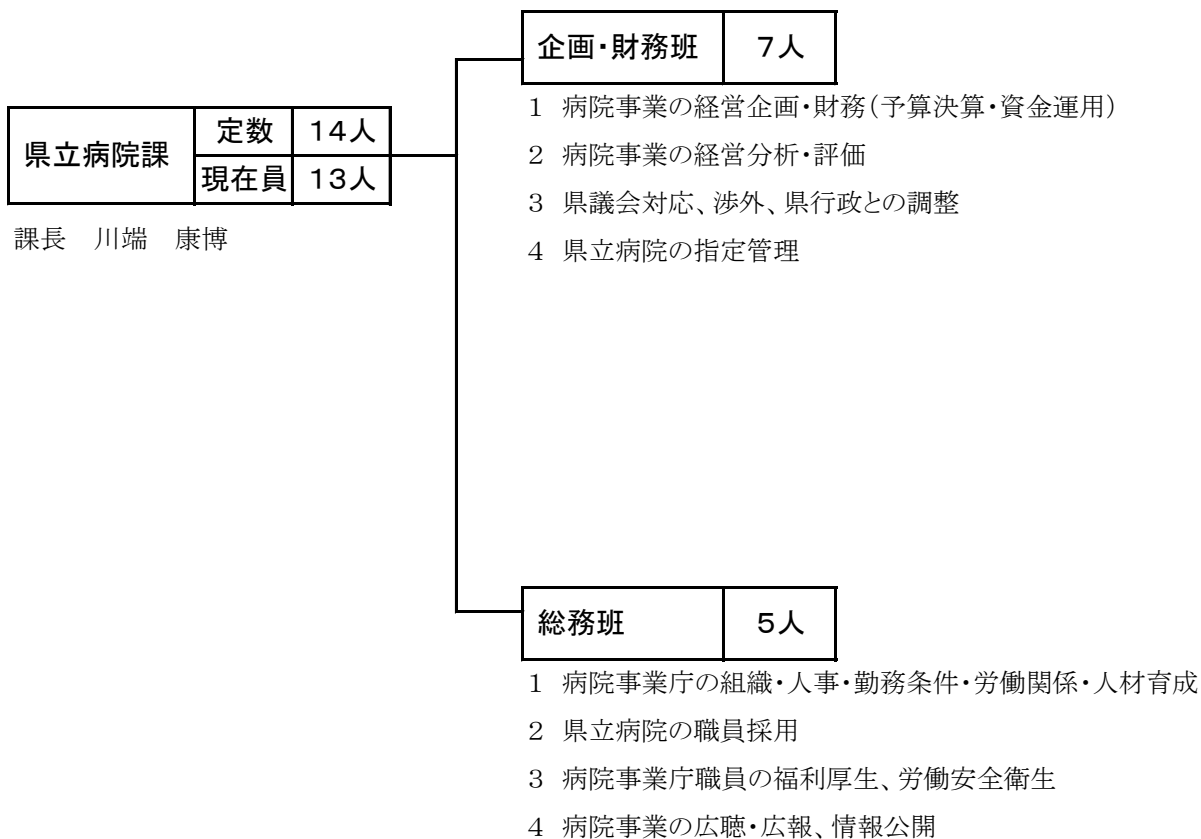 県立病院課 定数 14人
現在員 13人
課長 川端 康博
企画・財務班 7人
1 病院事業の経営企画・財務(予算決算・資金運用)
2 病院事業の経営分析・評価
3 県議会対応、渉外、県行政との調整
4 県立病院の指定管理
総務班 5人
1 病院事業庁の組織・人事・勤務条件・労働関係・人材育成
2 県立病院の職員採用
3 病院事業庁職員の福利厚生、労働安全衛生
4 病院事業の広聴・広報、情報公開